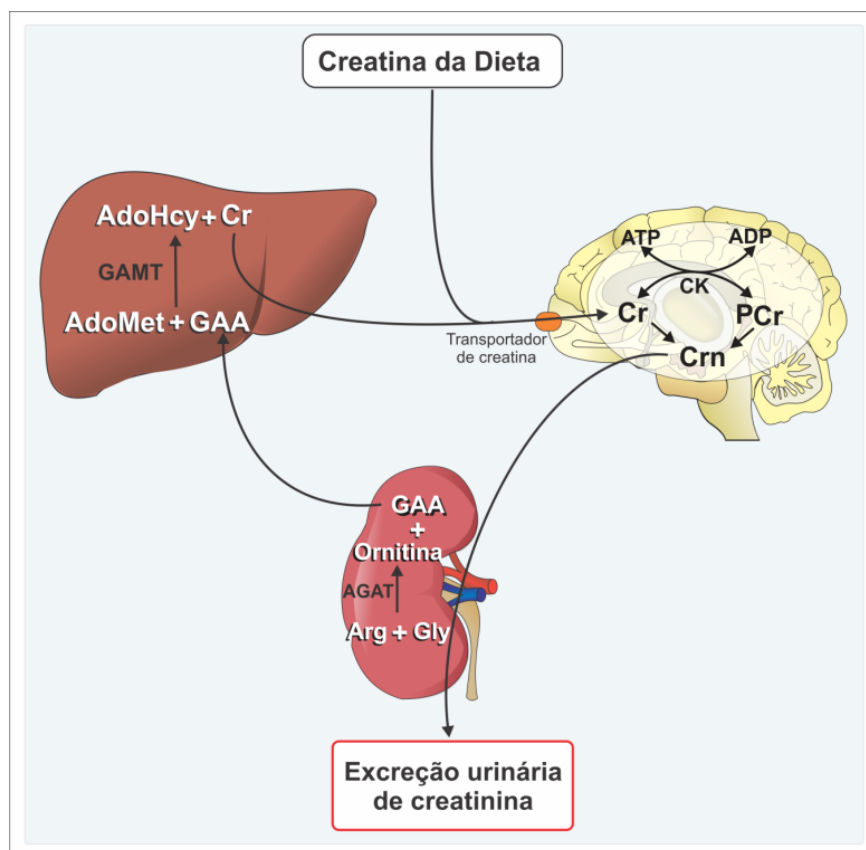 Creatina da Dieta
AdoHcy+ Cr
GAMT
AdoMet + GAA
ATP
ADP
CK
Cr
PCr
Crn
Transportador
de creatina
GAA
+
Ornitina
AGAT
Arg + Gly
Excreção urinária
de creatinina